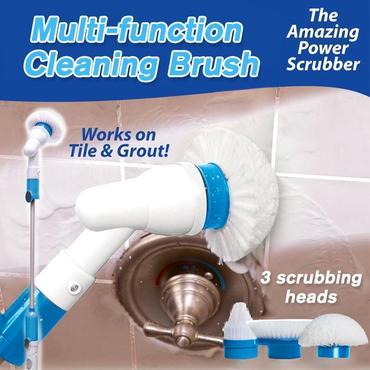 Multi-function
Cleaning Brush
The
Amazing
Power
Scrubber
Works on
Tile & Grout!
3 scrubbing
heads